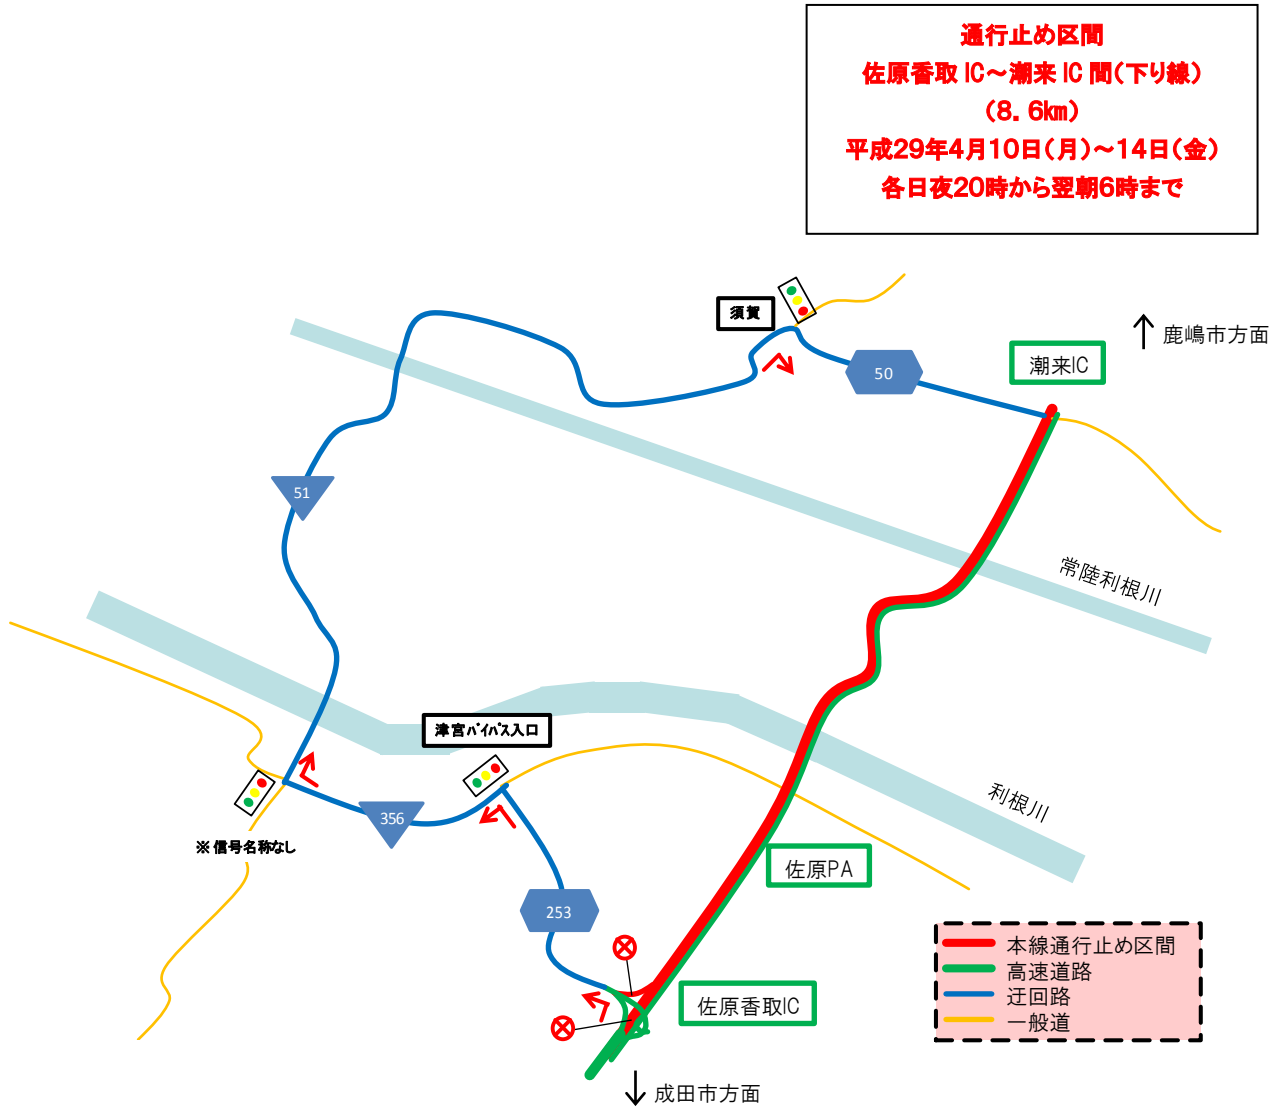 通行止め区間
佐原香取 IC～潮来 IC 間(下り線)
(8. 6km)
平成29年4月10日(月)～14日(金)
各日夜20時から翌朝6時まで
須賀
鹿嶋市方面
潮来IC
50
51
常陸利根川
津宮バイパス入口
利根川
356
※信号名称なし
佐原PA
253
佐原香取IC
本線通行止め区間
高速道路
迂回路
一般道
成田市方面